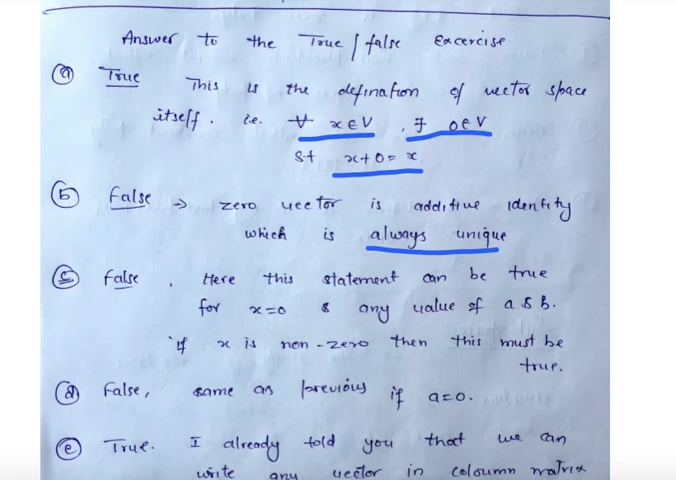 Answer to the True / false Excercise
(a) True This is the defination of vector space
itself. i.e. ∀ x∈V , ∃ 0∈V
s.t x+0=x.
(b) False → zero vector is additive identity
which is always unique
(c) False, Here this statement can be true
for x=0 & any value of a & b.
if x is non-zero then this must be
true.
(d) False, same as previous if a=0.
(e) True. I already told you that we can
write any vector in coloumn matrix